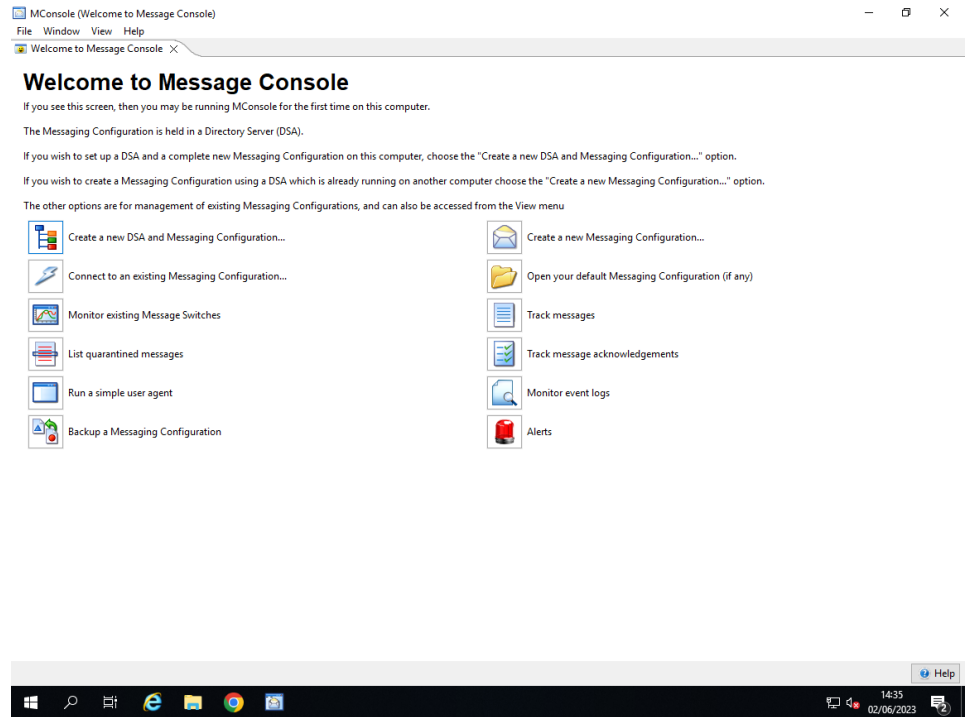 MConsole (Welcome to Message Console)
File Window View Help
Welcome to Message Console
Welcome to Message Console
If you see this screen, then you may be running MConsole for the first time on this computer.
The Messaging Configuration is held in a Directory Server (DSA).
If you wish to set up a DSA and a complete new Messaging Configuration on this computer, choose the "Create a new DSA and Messaging Configuration..." option.
If you wish to create a Messaging Configuration using a DSA which is already running on another computer choose the "Create a new Messaging Configuration..." option.
The other options are for management of existing Messaging Configurations, and can also be accessed from the View menu
Create a new DSA and Messaging Configuration...
Create a new Messaging Configuration...
Connect to an existing Messaging Configuration...
Open your default Messaging Configuration (if any)
Monitor existing Message Switches
Track messages
List quarantined messages
Track message acknowledgements
Run a simple user agent
Monitor event logs
Backup a Messaging Configuration
Alerts
Help
14:35
02/06/2023
2